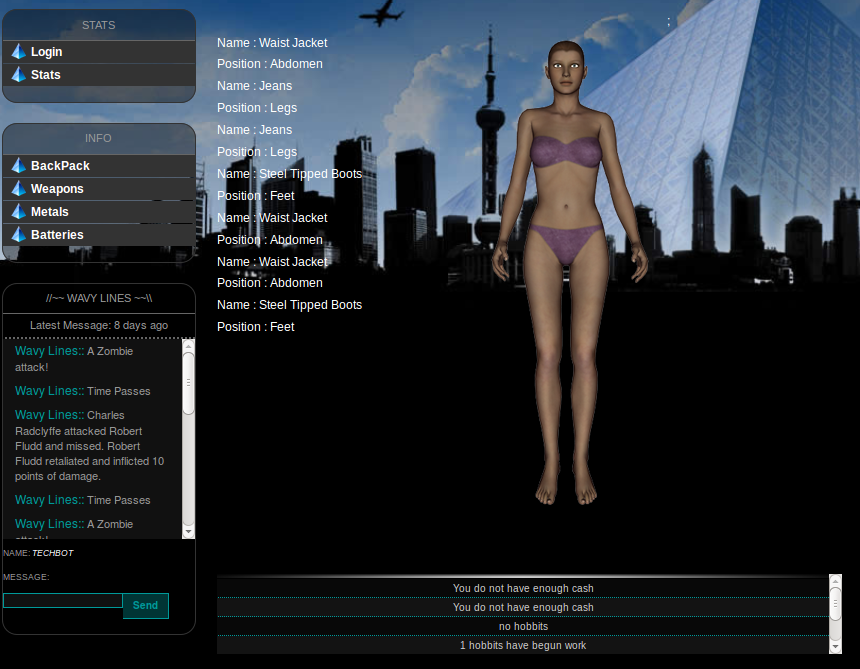 STATS
Login
Stats
INFO
BackPack
Weapons
Metals
Batteries
//~~ WAVY LINES ~~\\
Latest Message: 8 days ago
Wavy Lines:: A Zombie
attack!
Wavy Lines:: Time Passes
Wavy Lines:: Charles
Radclyffe attacked Robert
Fludd and missed. Robert
Fludd retaliated and inflicted 10
points of damage.
Wavy Lines:: Time Passes
Wavy Lines:: A Zombie
attack!
NAME: TECHBOT
MESSAGE:
Send
;
Name : Waist Jacket
Position : Abdomen
Name : Jeans
Position : Legs
Name : Jeans
Position : Legs
Name : Steel Tipped Boots
Position : Feet
Name : Waist Jacket
Position : Abdomen
Name : Waist Jacket
Position : Abdomen
Name : Steel Tipped Boots
Position : Feet
You do not have enough cash
You do not have enough cash
no hobbits
1 hobbits have begun work